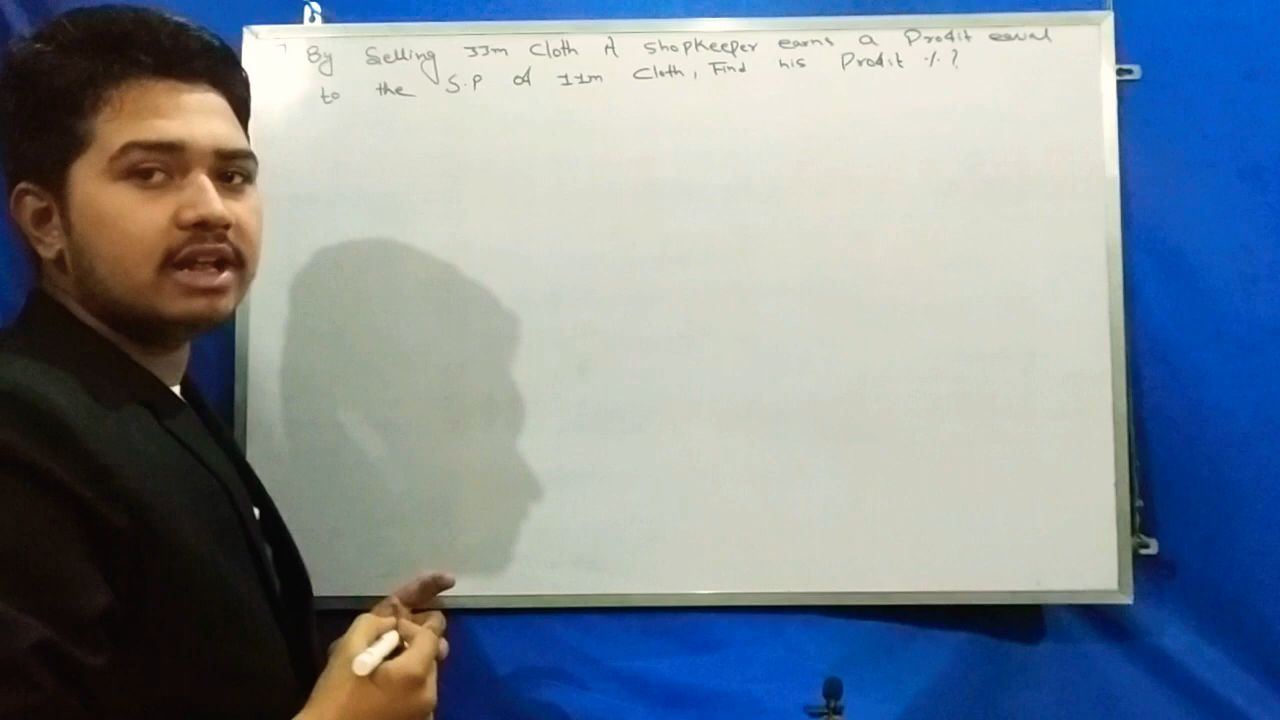 By Selling 33m Cloth A Shopkeeper earns a Profit equal
to the S.P of 11m Cloth, Find his Profit %?